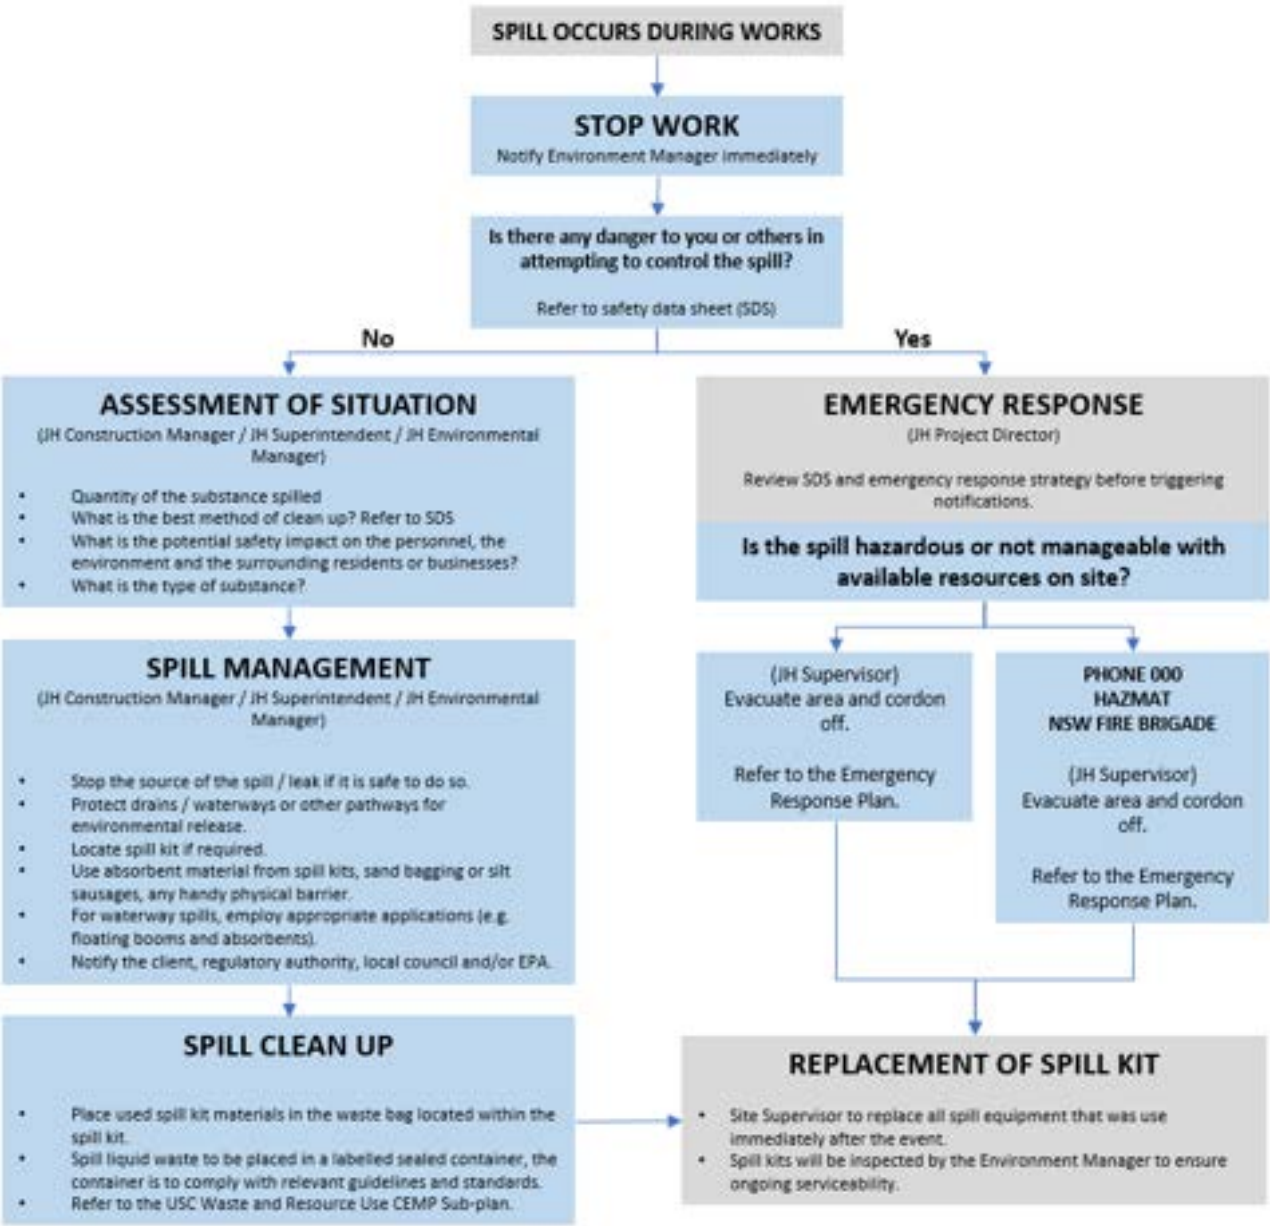 SPILL OCCURS DURING WORKS
STOP WORK
Notify Environment Manager immediately
Is there any danger to you or others in
attempting to control the spill?
Refer to safety data sheet (SDS)
No
Yes
ASSESSMENT OF SITUATION
(JH Construction Manager / JH Superintendent / JH Environmental
Manager)
• Quantity of the substance spilled
• What is the best method of clean up? Refer to SDS
• What is the potential safety impact on the personnel, the
environment and the surrounding residents or businesses?
• What is the type of substance?
EMERGENCY RESPONSE
(JH Project Director)
Review SDS and emergency response strategy before triggering
notifications.
Is the spill hazardous or not manageable with
available resources on site?
SPILL MANAGEMENT
(JH Construction Manager / JH Superintendent / JH Environmental
Manager)
• Stop the source of the spill / leak if it is safe to do so.
• Protect drains / waterways or other pathways for
environmental release.
• Locate spill kit if required.
• Use absorbent material from spill kits, sand bagging or silt
sausages, any handy physical barrier.
• For waterway spills, employ appropriate applications (e.g.
floating booms and absorbents).
• Notify the client, regulatory authority, local council and/or EPA.
(JH Supervisor)
Evacuate area and cordon
off.
Refer to the Emergency
Response Plan.
PHONE 000
HAZMAT
NSW FIRE BRIGADE
(JH Supervisor)
Evacuate area and cordon
off.
Refer to the Emergency
Response Plan.
SPILL CLEAN UP
• Place used spill kit materials in the waste bag located within the
spill kit.
• Spill liquid waste to be placed in a labelled sealed container, the
container is to comply with relevant guidelines and standards.
• Refer to the USC Waste and Resource Use CEMP Sub-plan.
REPLACEMENT OF SPILL KIT
• Site Supervisor to replace all spill equipment that was use
immediately after the event.
• Spill kits will be inspected by the Environment Manager to ensure
ongoing serviceability.